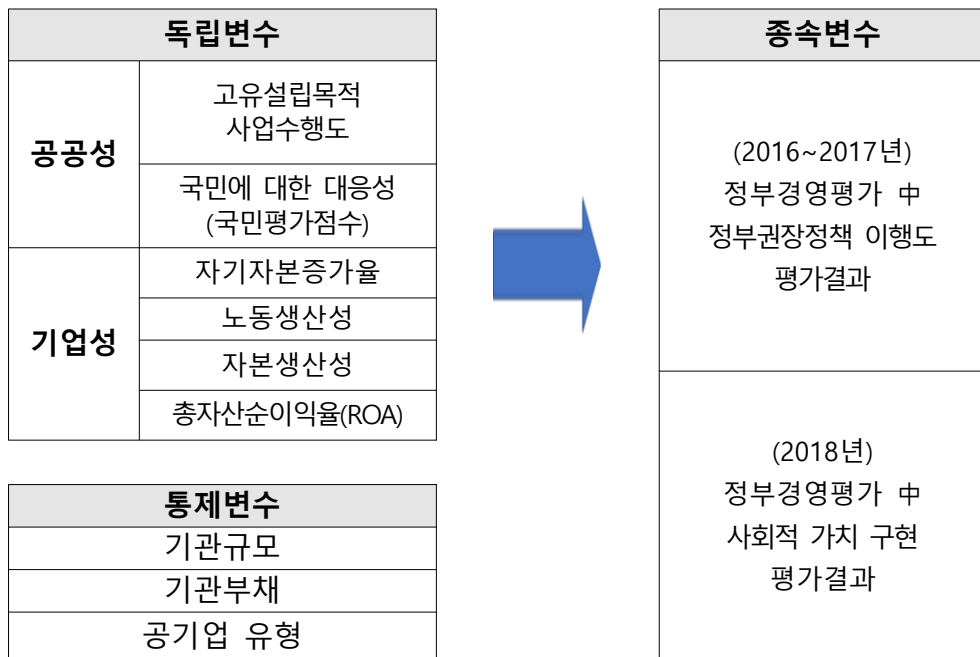 독립변수
공공성
고유설립목적
사업수행도
국민에 대한 대응성
(국민평가점수)
기업성
자기자본증가율
노동생산성
자본생산성
총자산순이익율(ROA)
통제변수
기관규모
기관부채
공기업 유형
종속변수
(2016~2017년)
정부경영평가 中
정부권장정책 이행도
평가결과
(2018년)
정부경영평가 中
사회적 가치 구현
평가결과